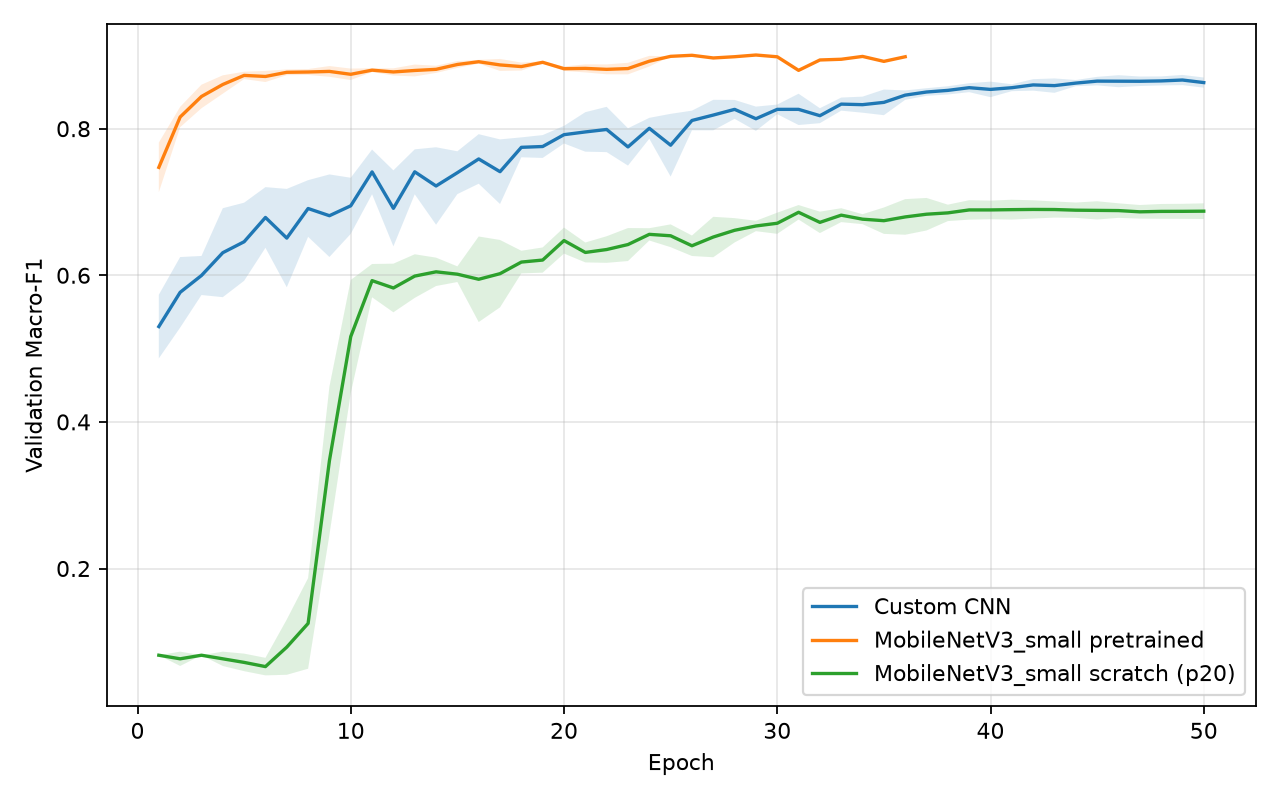 Validation Macro-F1
0.8
0.6
0.4
0.2
0 10 20 30 40 50
Epoch
Custom CNN
MobileNetV3_small pretrained
MobileNetV3_small scratch (p20)